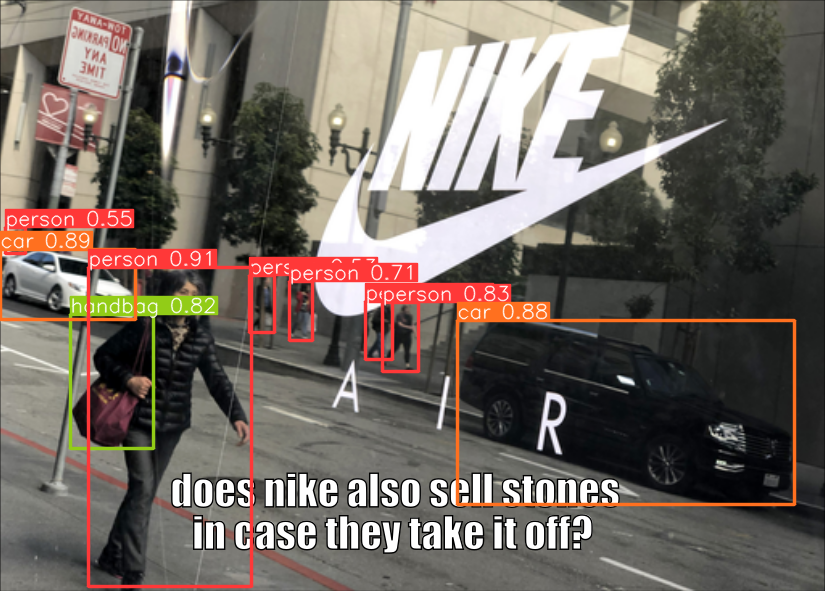 TOW-AWAY
NO PARKING
ANY
TIME
NIKE
person 0.55
car 0.89
person 0.91
person 0.71
person 0.83
car 0.88
handbag 0.82
AIR
does nike also sell stones
in case they take it off?